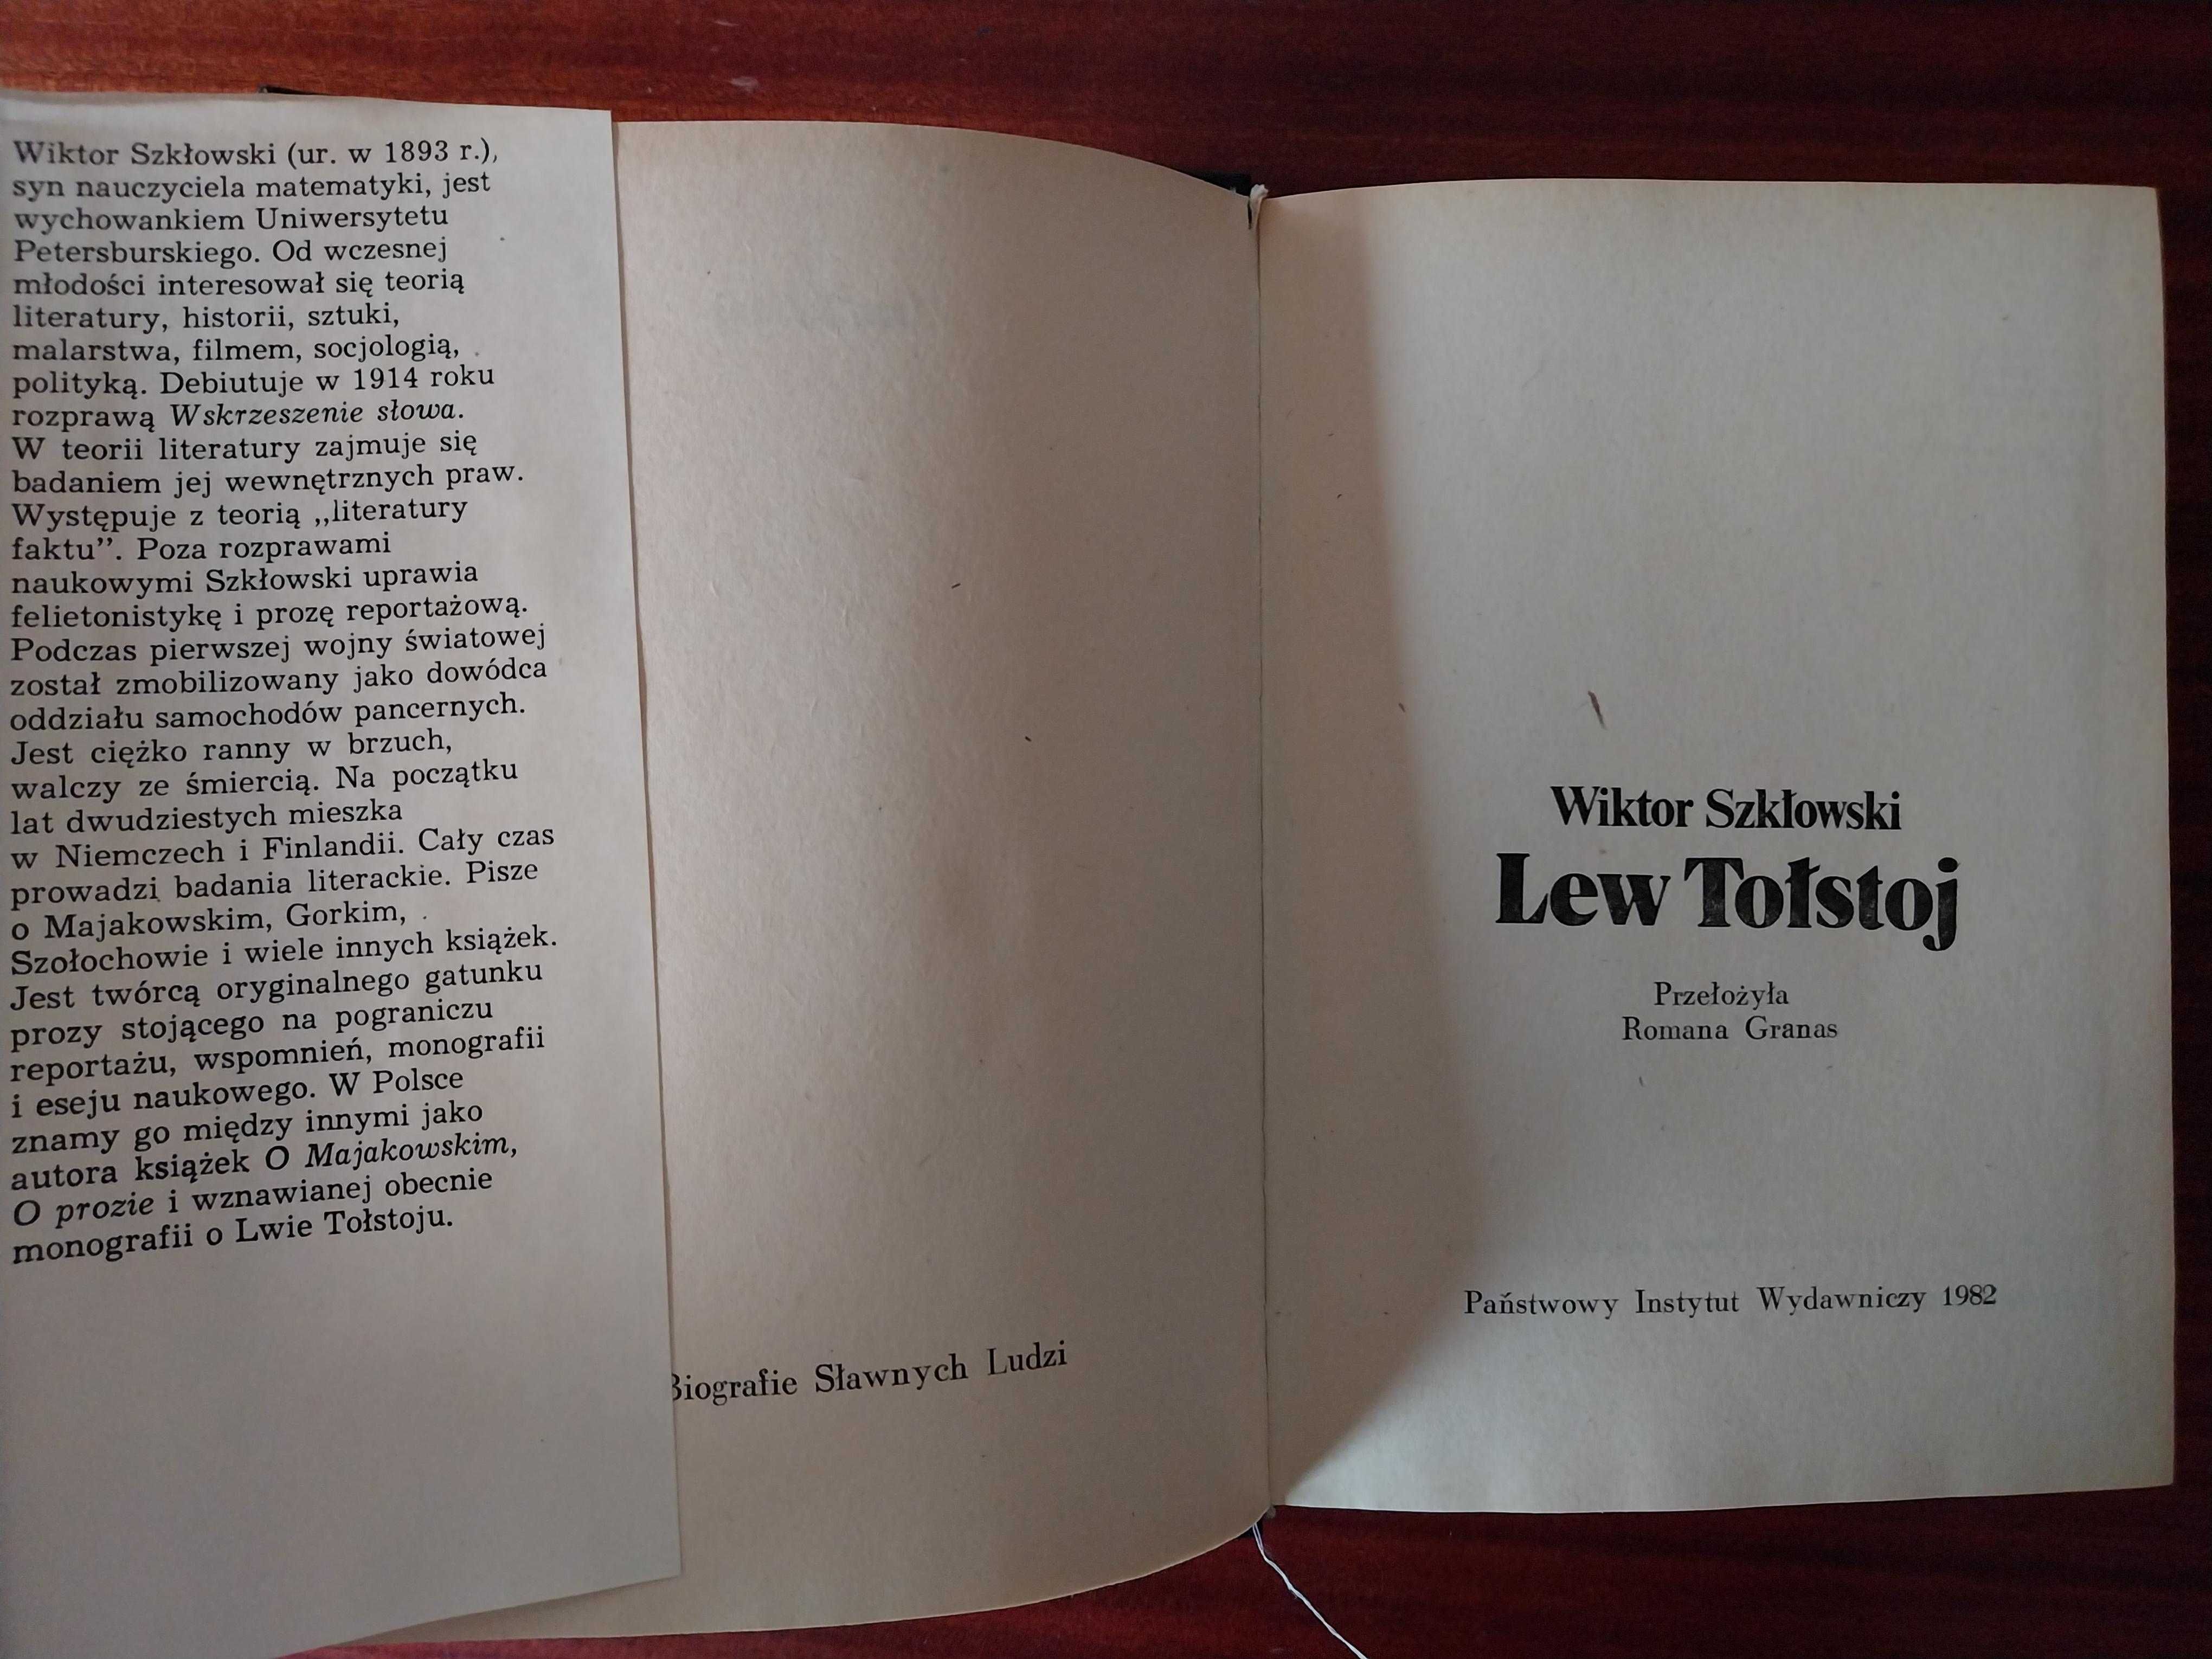 Wiktor Szkłowski (ur. w 1893 r.),
syn nauczyciela matematyki, jest
wychowankiem Uniwersytetu
Petersburskiego. Od wczesnej
młodości interesował się teorią
literatury, historii, sztuki,
malarstwa, filmem, socjologią,
polityką. Debiutuje w 1914 roku
rozprawą Wskrzeszenie słowa.
W teorii literatury zajmuje się
badaniem jej wewnętrznych praw.
Występuje z teorią „literatury
faktu”. Poza rozprawami
naukowymi Szkłowski uprawia
felietonistykę i prozę reportażową.
Podczas pierwszej wojny światowej
został zmobilizowany jako dowódca
oddziału samochodów pancernych.
Jest ciężko ranny w brzuch,
walczy ze śmiercią. Na początku
lat dwudziestych mieszka
w Niemczech i Finlandii. Cały czas
prowadzi badania literackie. Pisze
o Majakowskim, Gorkim,
Szołochowie i wiele innych książek.
Jest twórcą oryginalnego gatunku
prozy stojącego na pograniczu
reportażu, wspomnień, monografii
i eseju naukowego. W Polsce
znamy go między innymi jako
autora książek O Majakowskim,
O prozie i wznawianej obecnie
monografii o Lwie Tołstoju.
Biografie Sławnych Ludzi
Wiktor Szkłowski
Lew Tołstoj
Przełożyła
Romana Granas
Państwowy Instytut Wydawniczy 1982